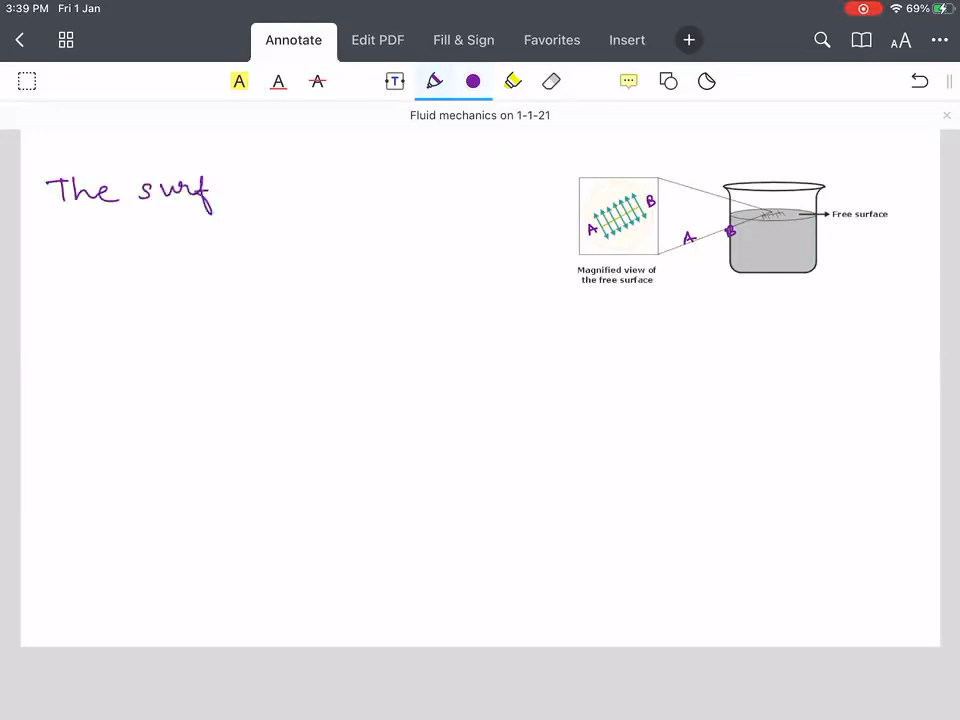 3:39 PM Fri 1 Jan
69%
Annotate Edit PDF Fill & Sign Favorites Insert +
AA
A A A T
Fluid mechanics on 1-1-21
The surf
A B
A B
Free surface
Magnified view of
the free surface